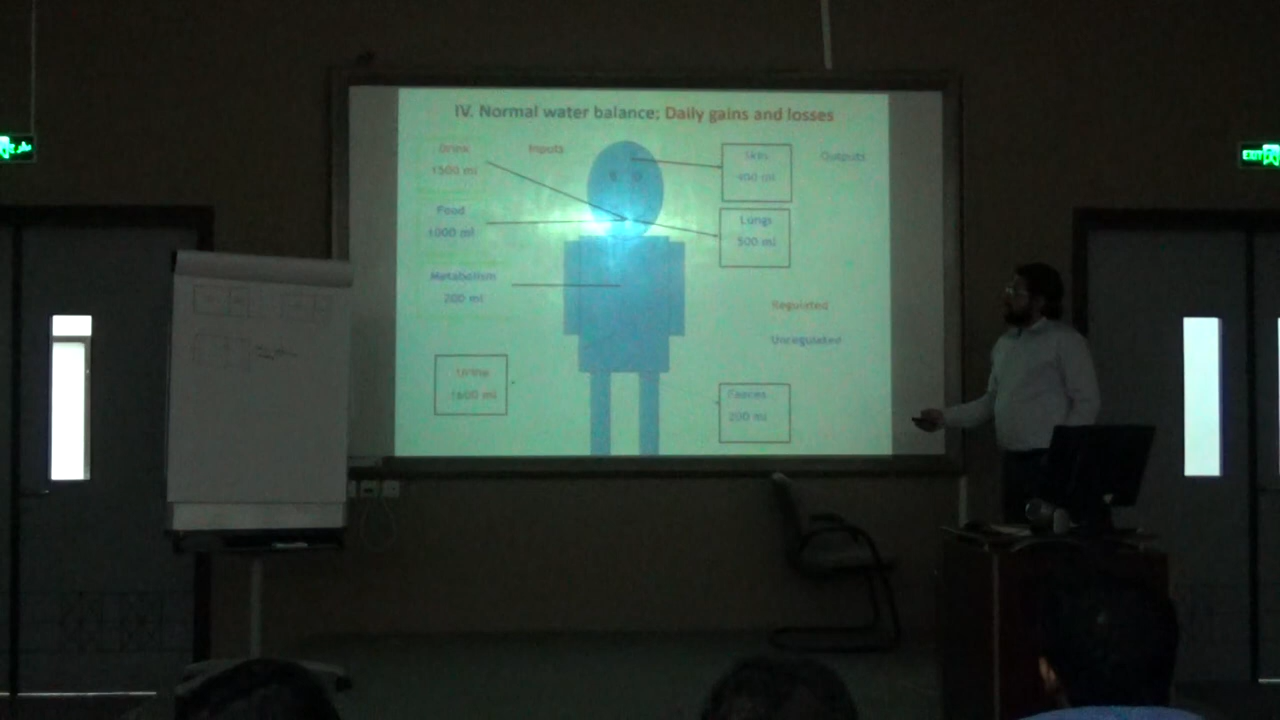 IV. Normal water balance; Daily gains and losses
Drink
1500 ml
Inputs
Skin
400 ml
Outputs
Food
1000 ml
Lungs
500 ml
Metabolism
200 ml
Regulated
Unregulated
Urine
1600 ml
Faeces
200 ml
EXIT